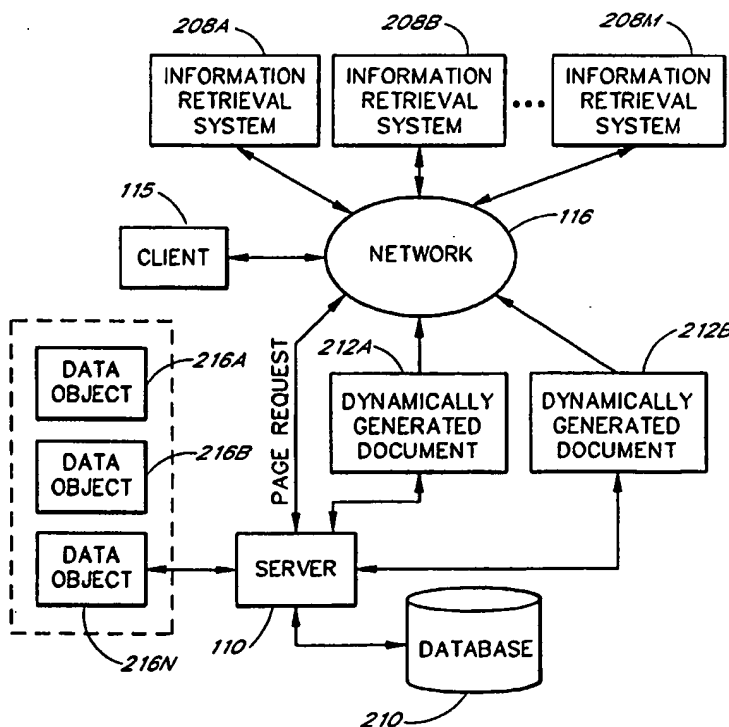 208A
208B
208M
INFORMATION
RETRIEVAL
SYSTEM
INFORMATION
RETRIEVAL
SYSTEM
•••
INFORMATION
RETRIEVAL
SYSTEM
115
116
CLIENT
NETWORK
212A
212B
216A
DATA
OBJECT
PAGE REQUEST
DYNAMICALLY
GENERATED
DOCUMENT
DYNAMICALLY
GENERATED
DOCUMENT
216B
DATA
OBJECT
DATA
OBJECT
SERVER
216N
110
DATABASE
210